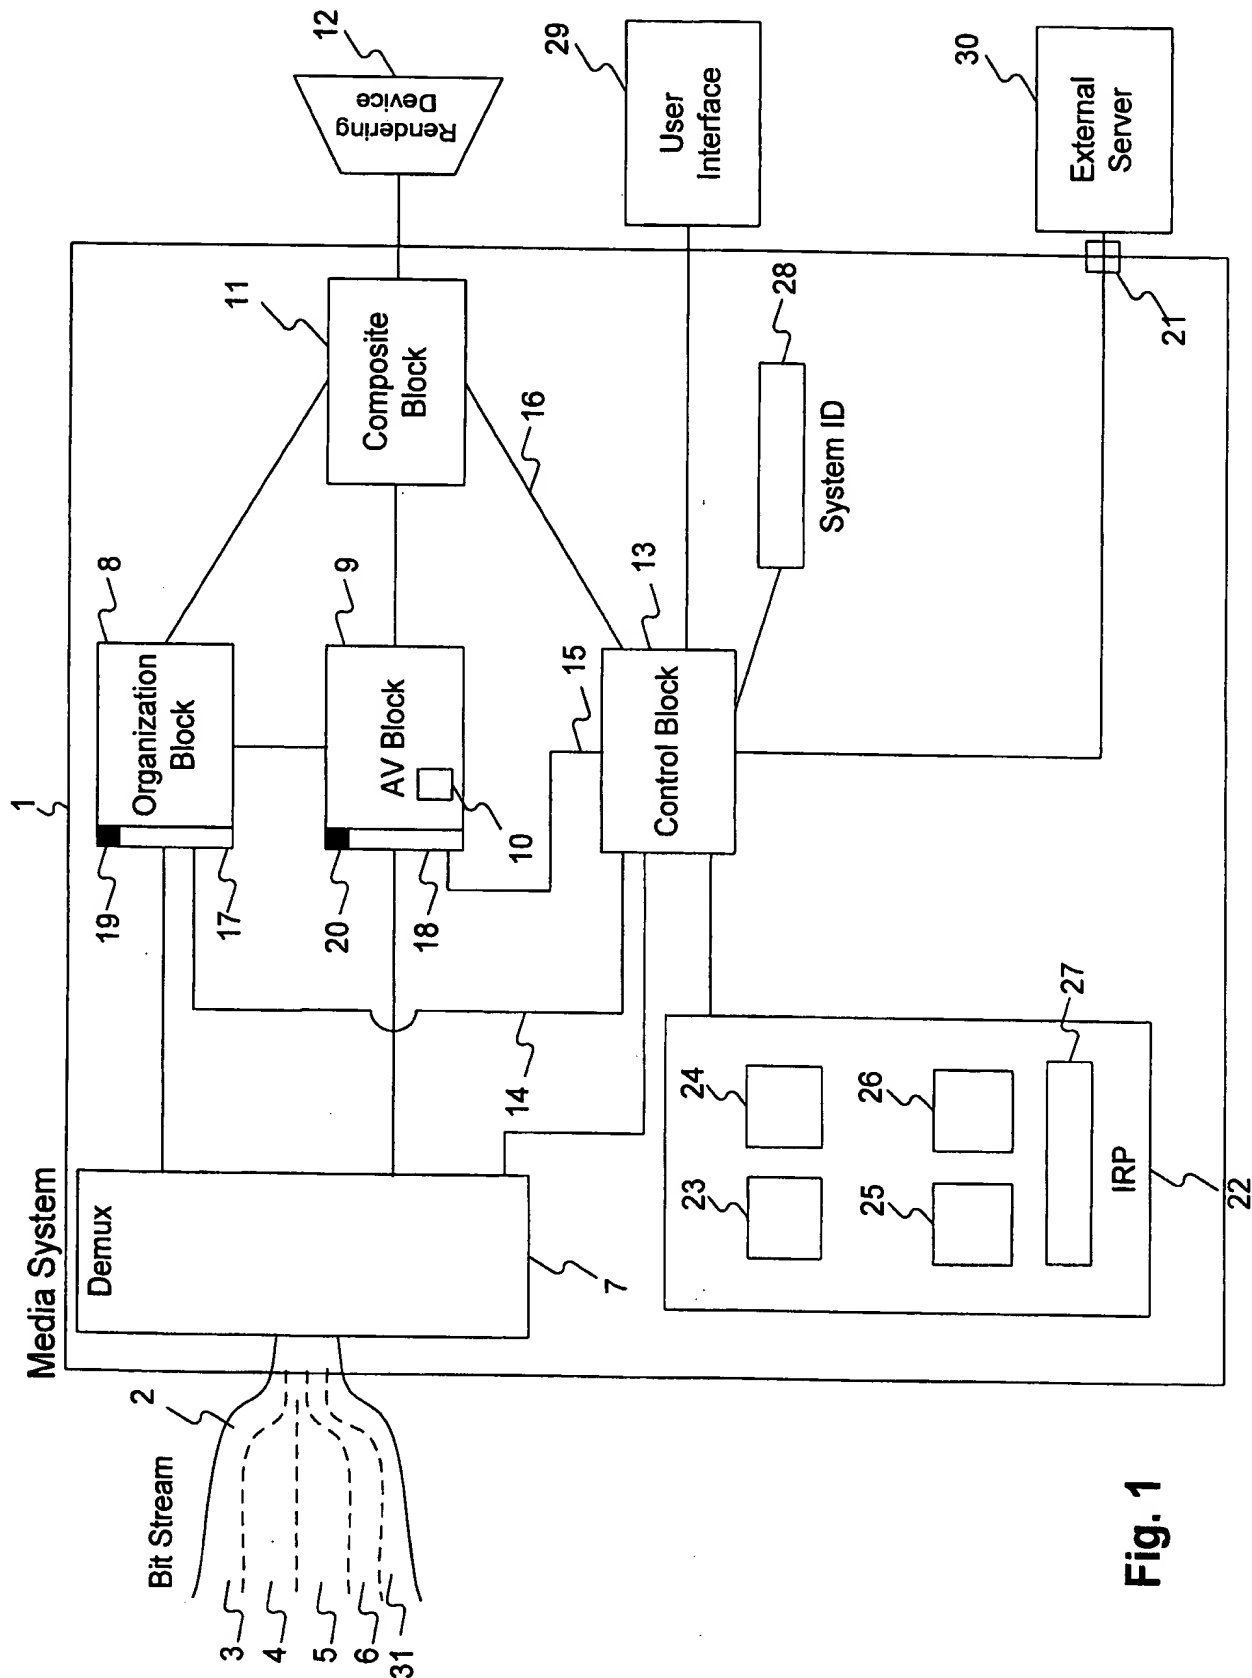 Media System
1
Bit Stream
2
3
4
5
6
31
Demux
7
19
17
Organization
Block
8
20
18
AV Block
10
9
14
15
Control Block
13
16
11
Composite
Block
12
Rendering
Device
29
User
Interface
30
External
Server
21
28
System ID
23
24
25
26
27
IRP
22
Fig. 1